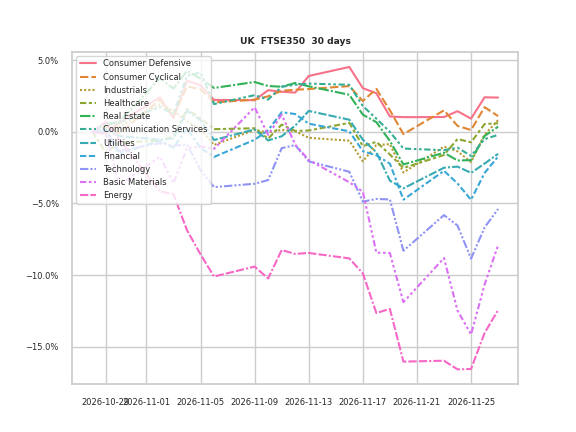 UK FTSE350 30 days
5.0%
0.0%
−5.0%
−10.0%
−15.0%
Consumer Defensive
Consumer Cyclical
Industrials
Healthcare
Real Estate
Communication Services
Utilities
Financial
Technology
Basic Materials
Energy
2026-11-01 2026-11-05 2026-11-09 2026-11-13 2026-11-17 2026-11-21 2026-11-25